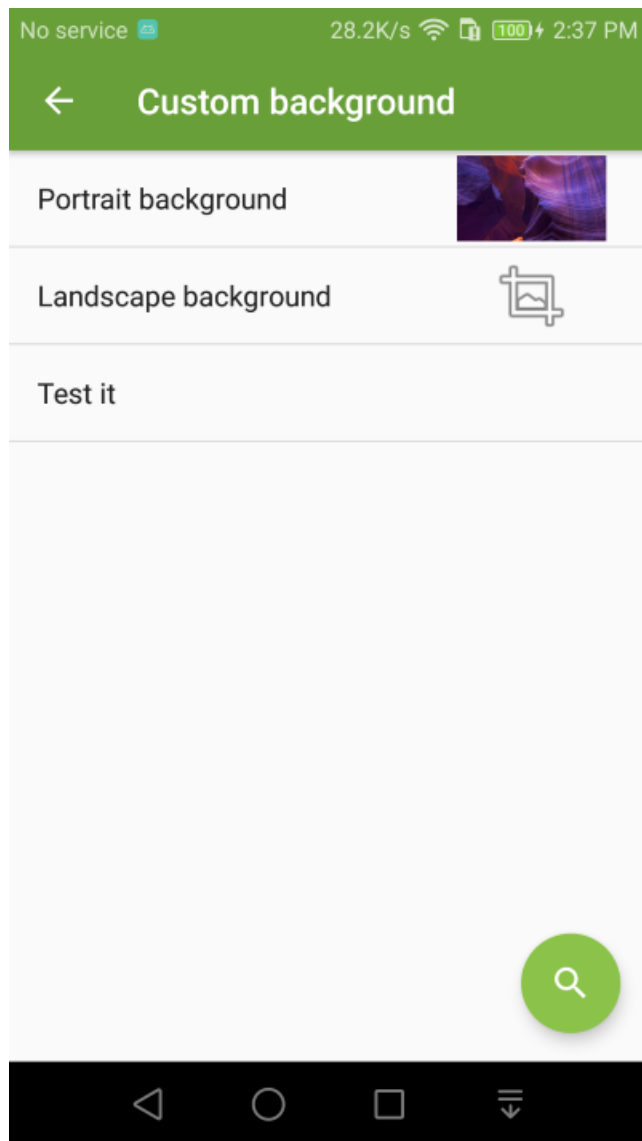 No service 28.2K/s 100 2:37 PM
Custom background
Portrait background
Landscape background
Test it